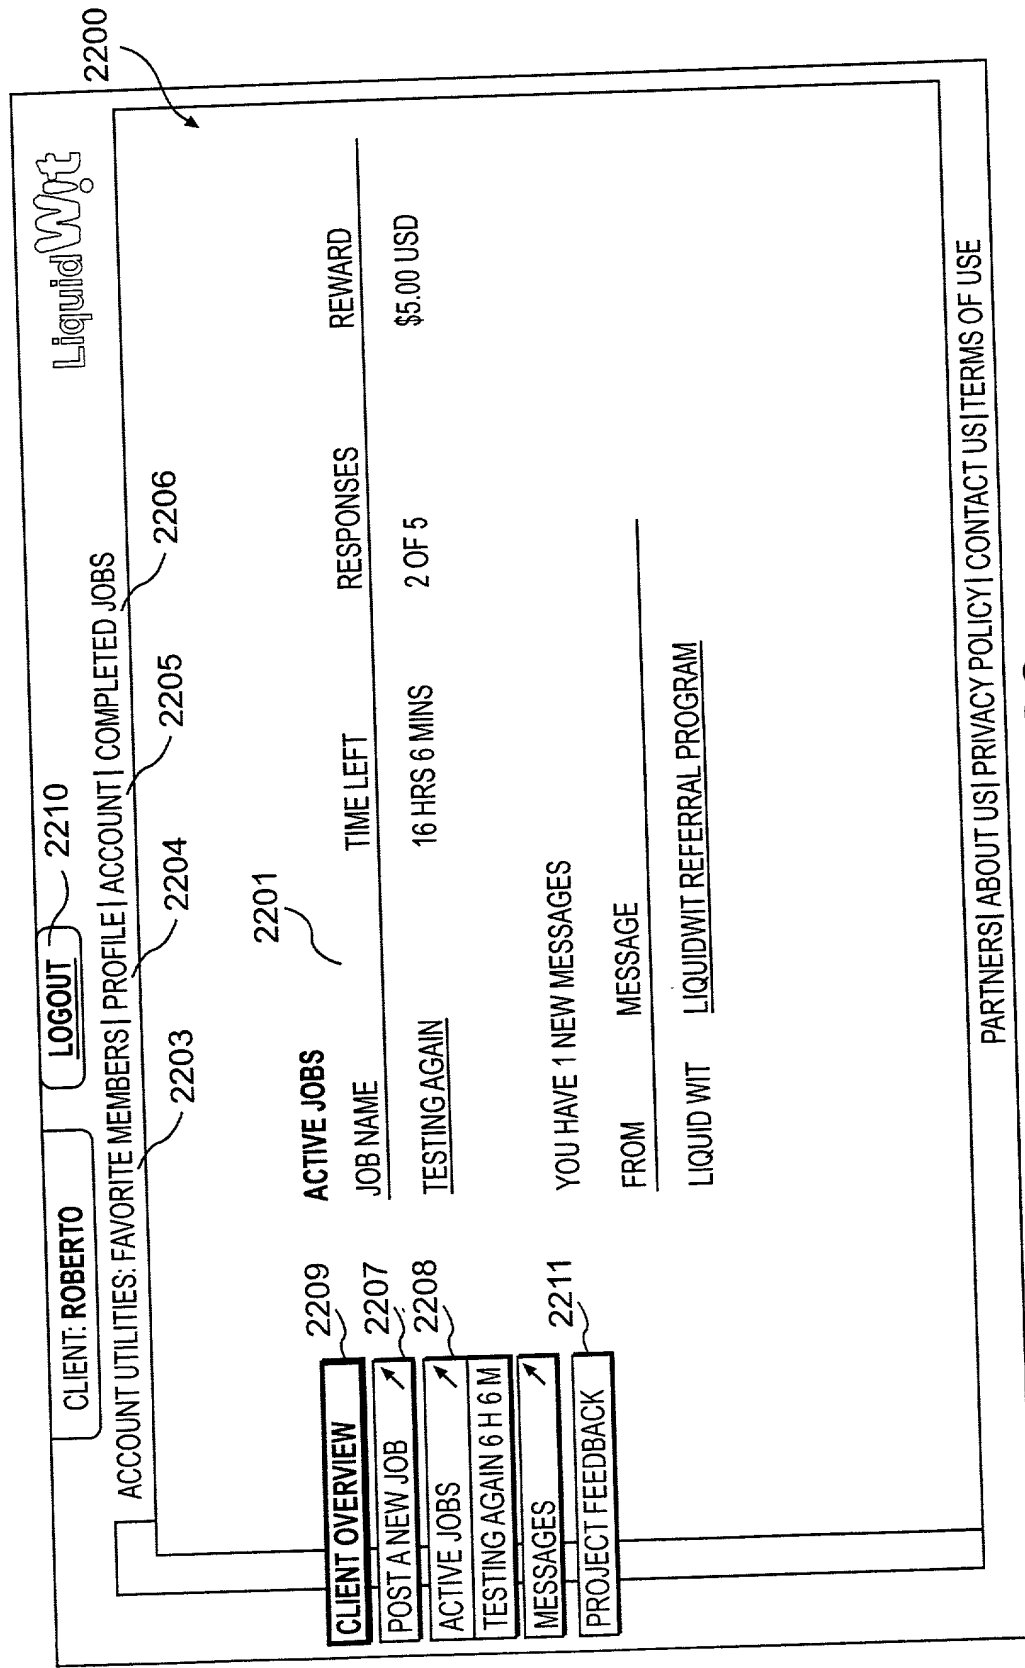 2200
CLIENT: ROBERTO
LOGOUT
2210
LiquidWit
ACCOUNT UTILITIES: FAVORITE MEMBERS| PROFILE| ACCOUNT| COMPLETED JOBS
2203
2204
2205
2206
2201
CLIENT OVERVIEW
2209
POST A NEW JOB
2207
ACTIVE JOBS
2208
TESTING AGAIN 6 H 6 M
MESSAGES
PROJECT FEEDBACK
2211
ACTIVE JOBS
JOB NAME TIME LEFT RESPONSES REWARD
TESTING AGAIN 16 HRS 6 MINS 2 OF 5 $5.00 USD
YOU HAVE 1 NEW MESSAGES
FROM MESSAGE
LIQUID WIT LIQUIDWIT REFERRAL PROGRAM
PARTNERS| ABOUT US| PRIVACY POLICY| CONTACT US| TERMS OF USE